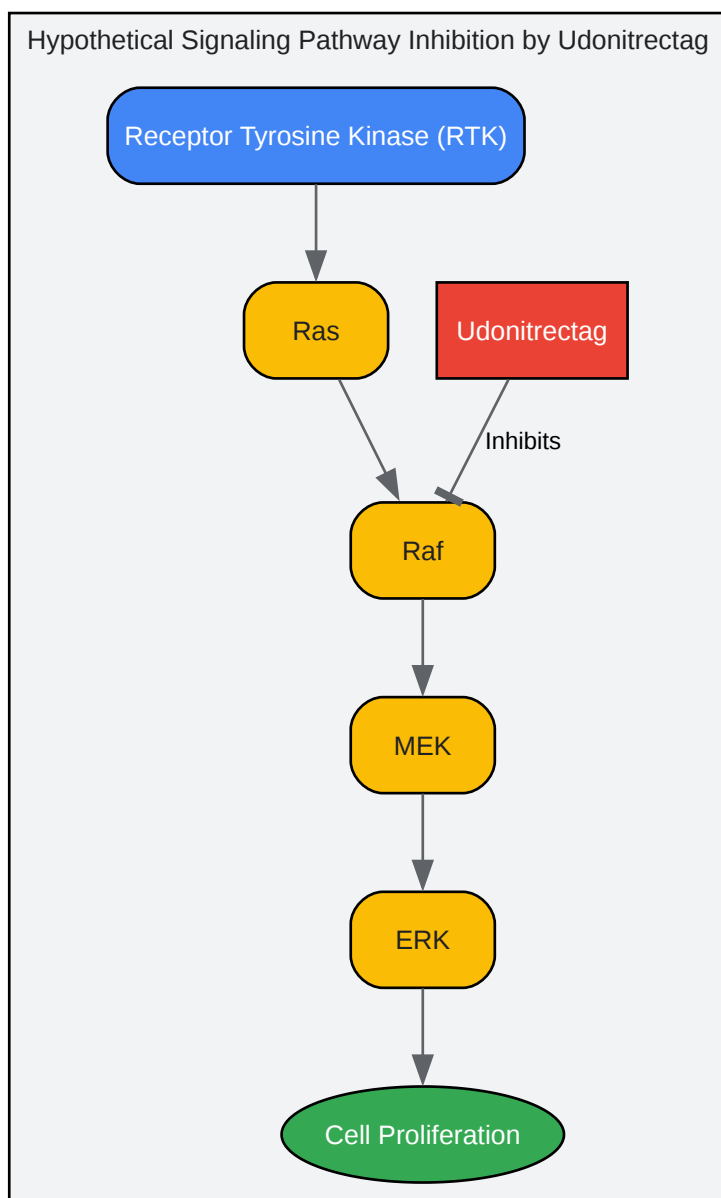 Hypothetical Signaling Pathway Inhibition by Udonitrectag
Receptor Tyrosine Kinase (RTK)
Ras
Udonitrectag
Inhibits
Raf
MEK
ERK
Cell Proliferation